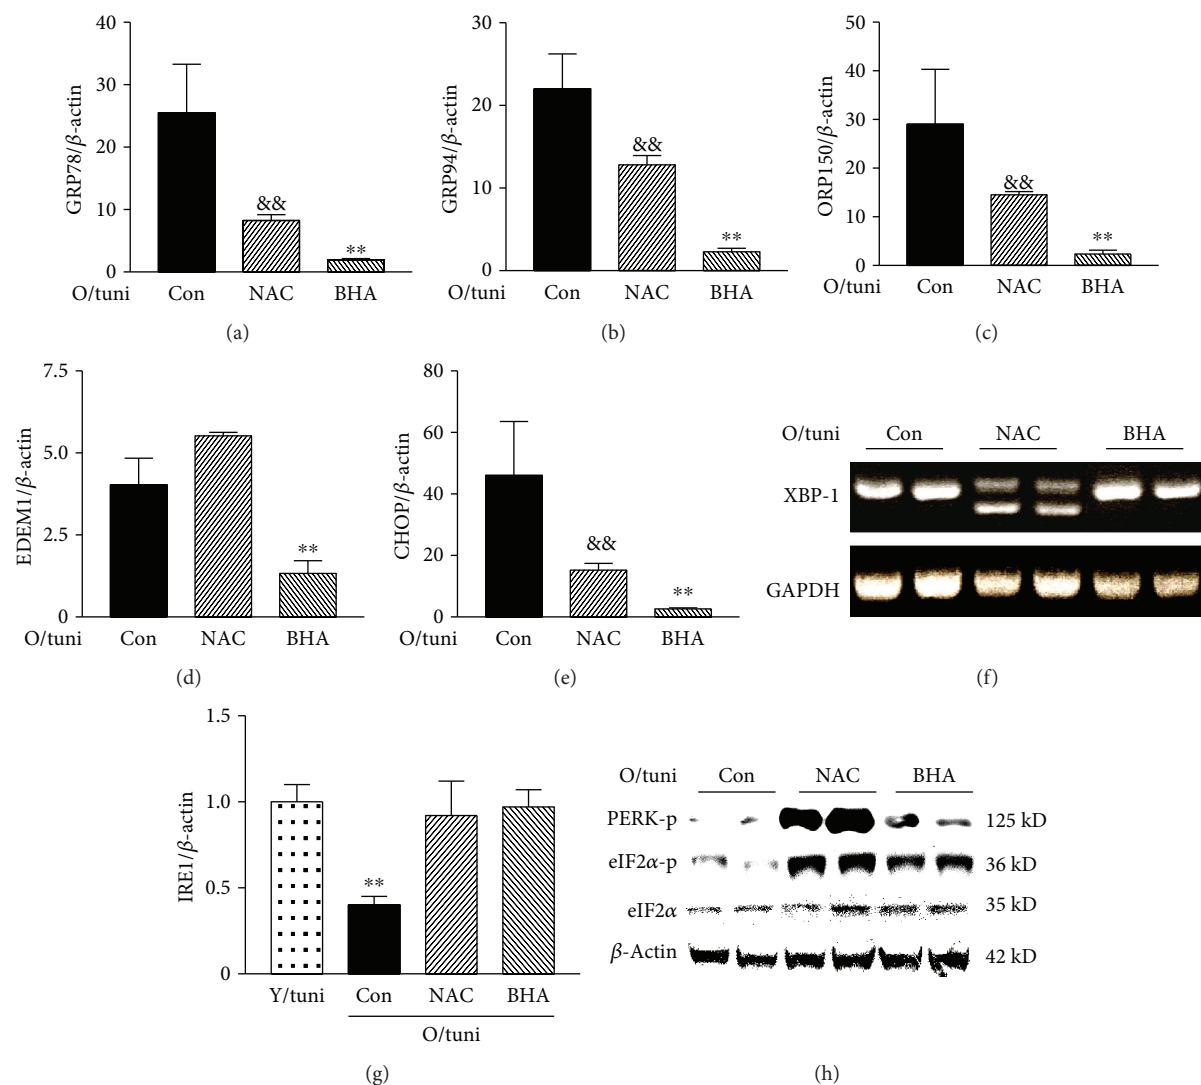 GRP78/β-actin
40
30
20
10
0
&&
**
O/tuni Con NAC BHA
(a)
GRP94/β-actin
30
20
10
0
&&
**
Con NAC BHA
(b)
ORP150/β-actin
50
40
30
20
10
0
&&
**
O/tuni Con NAC BHA
(c)
EDEM1/β-actin
7.5
5.0
2.5
0
**
O/tuni Con NAC BHA
(d)
CHOP/β-actin
80
60
40
20
0
&&
**
O/tuni Con NAC BHA
(e)
O/tuni Con NAC BHA
XBP-1
GAPDH
(f)
IRE1/β-actin
1.5
1.0
0.5
0
**
Y/tuni Con NAC BHA
O/tuni
(g)
O/tuni Con NAC BHA
PERK-p 125 kD
eIF2α-p 36 kD
eIF2α 35 kD
β-Actin 42 kD
(h)